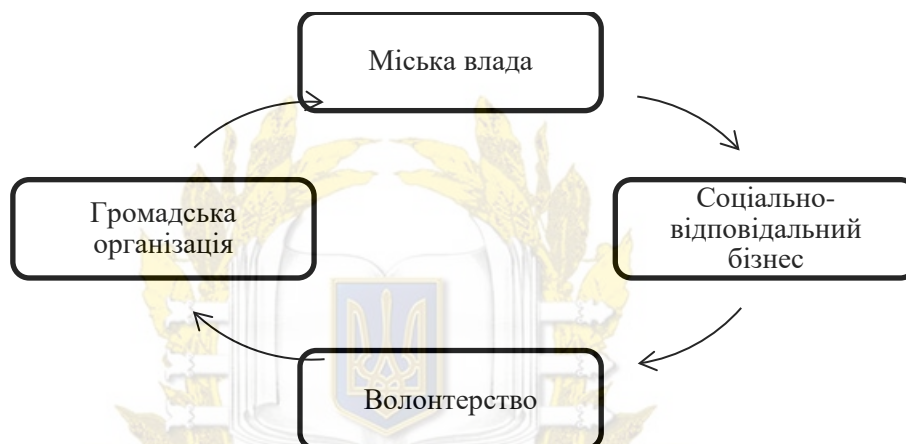 Міська влада
Громадська
організація
Соціально-
відповідальний
бізнес
Волонтерство